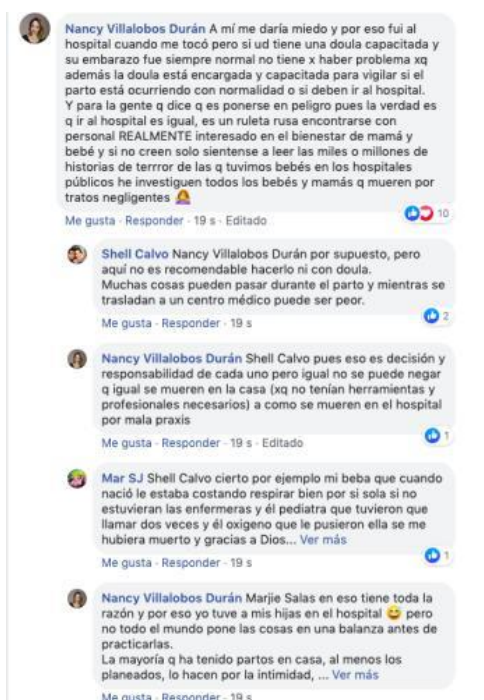 Nancy Villalobos Durán A mí me daría miedo y por eso fui al
hospital cuando me tocó pero si ud tiene una doula capacitada y
su embarazo fue siempre normal no tiene x haber problema xq
además la doula está encargada y capacitada para vigilar si el
parto está ocurriendo con normalidad o si deben ir al hospital.
Y para la gente q dice q es ponerse en peligro pues la verdad es
q ir al hospital es igual, es un ruleta rusa encontrarse con
personal REALMENTE interesado en el bienestar de mamá y
bebé y si no creen solo sientense a leer las miles o millones de
historias de terrror de las q tuvimos bebés en los hospitales
públicos he investiguen todos los bebés y mamás q mueren por
tratos negligentes 🤦‍♀️
Me gusta · Responder · 19 s · Editado
10
Shell Calvo Nancy Villalobos Durán por supuesto, pero
aquí no es recomendable hacerlo ni con doula.
Muchas cosas pueden pasar durante el parto y mientras se
trasladan a un centro médico puede ser peor.
Me gusta · Responder · 19 s
2
Nancy Villalobos Durán Shell Calvo pues eso es decisión y
responsabilidad de cada uno pero igual no se puede negar
q igual se mueren en la casa (xq no tenían herramientas y
profesionales necesarios) a como se mueren en el hospital
por mala praxis
Me gusta · Responder · 19 s · Editado
1
Mar SJ Shell Calvo cierto por ejemplo mi beba que cuando
nació le estaba costando respirar bien por si sola si no
estuvieran las enfermeras y él pediatra que tuvieron que
llamar dos veces y él oxigeno que le pusieron ella se me
hubiera muerto y gracias a Dios... Ver más
Me gusta · Responder · 19 s
1
Nancy Villalobos Durán Marjie Salas en eso tiene toda la
razón y por eso yo tuve a mis hijas en el hospital 😅 pero
no todo el mundo pone las cosas en una balanza antes de
practicarlas.
La mayoría q ha tenido partos en casa, al menos los
planeados, lo hacen por la intimidad, ... Ver más
Me gusta · Responder · 19 s